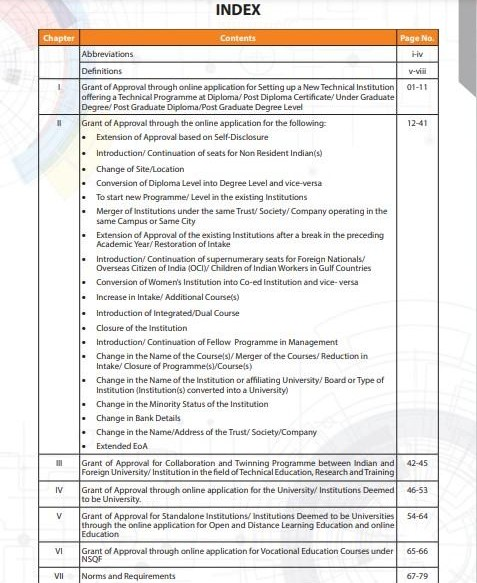 INDEX
Chapter Contents Page No.
Abbreviations i-iv
Definitions v-viii
I Grant of Approval through online application for Setting up a New Technical Institution 01-11
offering a Technical Programme at Diploma/ Post Diploma Certificate/ Under Graduate
Degree/ Post Graduate Diploma/Post Graduate Degree Level
II Grant of Approval through the online application for the following: 12-41
• Extension of Approval based on Self-Disclosure
• Introduction/ Continuation of seats for Non Resident Indian(s)
• Change of Site/Location
• Conversion of Diploma Level into Degree Level and vice-versa
• To start new Programme/ Level in the existing Institutions
• Merger of Institutions under the same Trust/ Society/ Company operating in the
same Campus or Same City
• Extension of Approval of the existing Institutions after a break in the preceding
Academic Year/ Restoration of Intake
• Introduction/ Continuation of supernumerary seats for Foreign Nationals/
Overseas Citizen of India (OCI)/ Children of Indian Workers in Gulf Countries
• Conversion of Women's Institution into Co-ed Institution and vice- versa
• Increase in Intake/ Additional Course(s)
• Introduction of Integrated/Dual Course
• Closure of the Institution
• Introduction/ Continuation of Fellow Programme in Management
• Change in the Name of the Course(s)/ Merger of the Courses/ Reduction in
Intake/ Closure of Programme(s)/Course(s)
• Change in the Name of the Institution or affiliating University/ Board or Type of
Institution (Institution(s) converted into a University)
• Change in the Minority Status of the Institution
• Change in Bank Details
• Change in the Name/Address of the Trust/ Society/Company
• Extended EoA
III Grant of Approval for Collaboration and Twinning Programme between Indian and 42-45
Foreign University/ Institution in the field of Technical Education, Research and Training
IV Grant of Approval through online application for the University/ Institutions Deemed 46-53
to be University.
V Grant of Approval for Standalone Institutions/ Institutions Deemed to be Universities 54-64
through the online application for Open and Distance Learning Education and online
Education
VI Grant of Approval through online application for Vocational Education Courses under 65-66
NSQF
VII Norms and Requirements 67-79